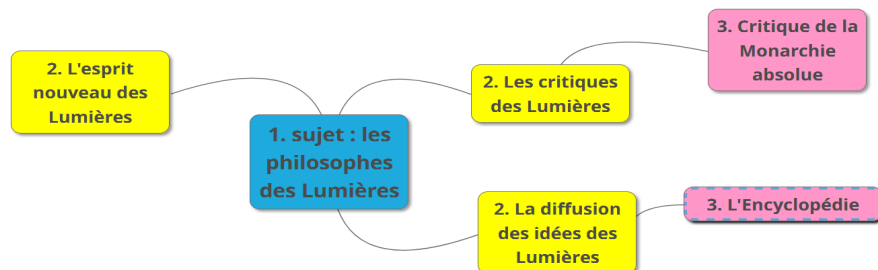 2. L'esprit
nouveau des
Lumières
1. sujet : les
philosophes
des Lumières
2. Les critiques
des Lumières
3. Critique de la
Monarchie
absolue
2. La diffusion
des idées des
Lumières
3. L'Encyclopédie